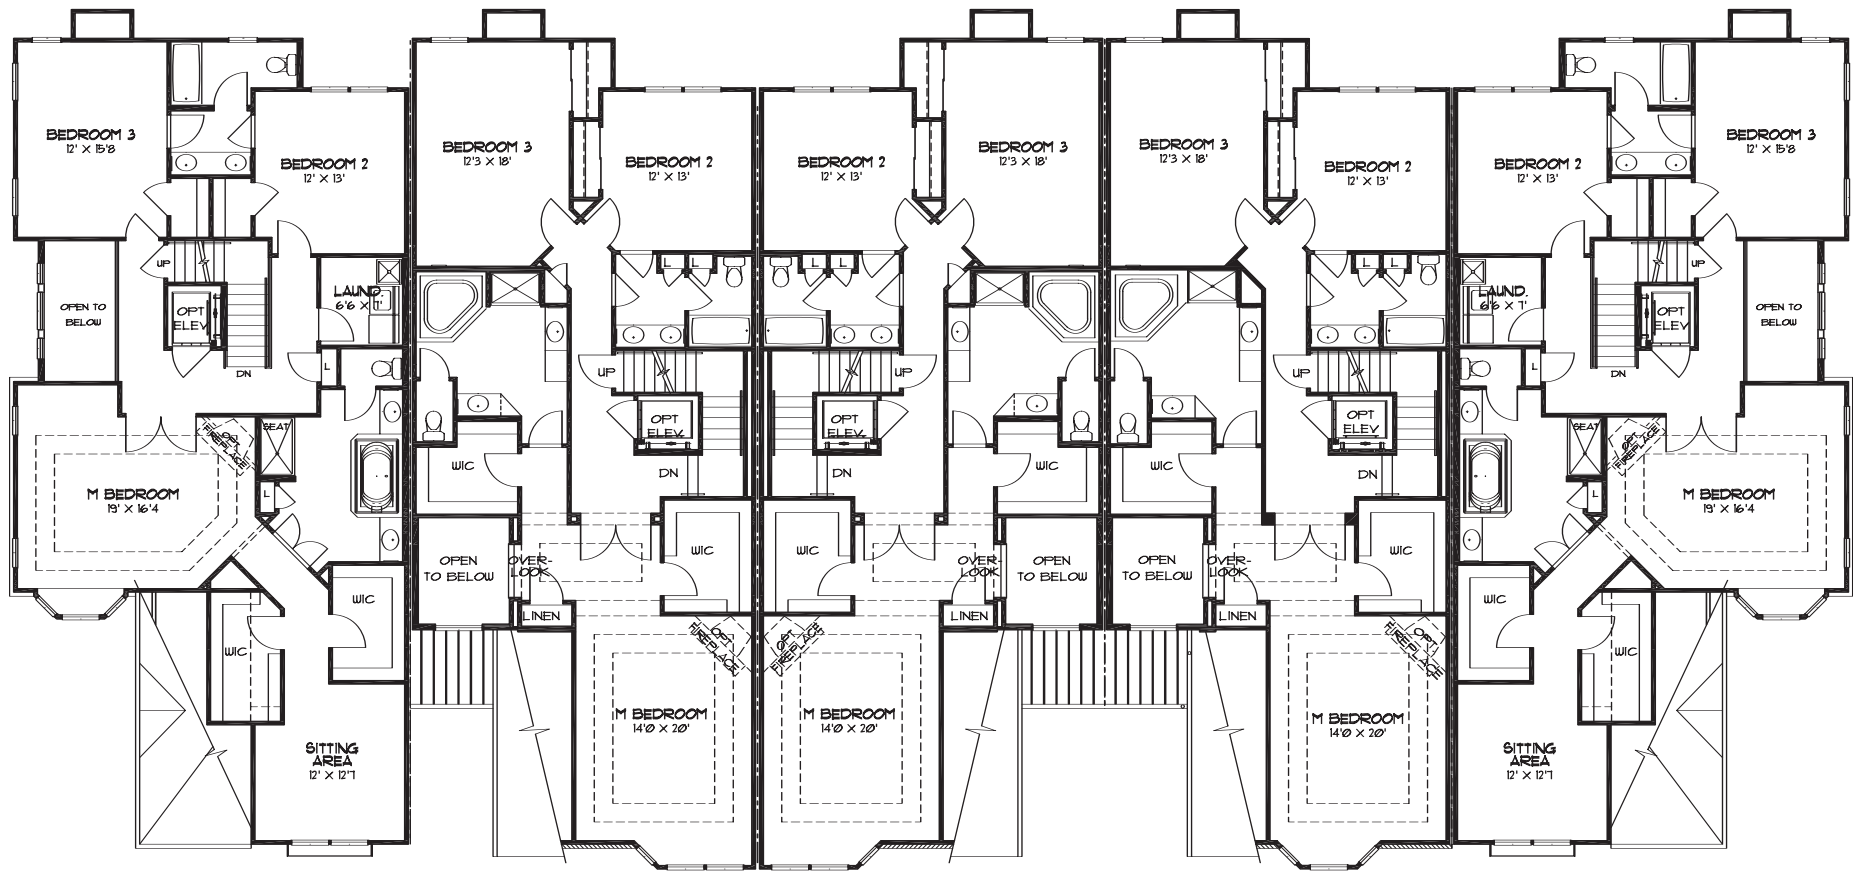 BEDROOM 3
12' X 15'8
BEDROOM 2
12' X 13'
UP
OPEN TO
BELOW
OPT
ELEV
LAUND.
6'6 X 7'
DN
L
SEAT
OPT
FIREPLACE
M BEDROOM
19' X 16'4
L
WIC
WIC
SITTING
AREA
12' X 12'7
BEDROOM 3
12'3 X 18'
BEDROOM 2
12' X 13'
L
L
UP
OPT
ELEV.
DN
WIC
WIC
OPEN
TO BELOW
OVER-
LOOK
LINEN
OPT
FIREPLACE
M BEDROOM
14'0 X 20'
BEDROOM 2
12' X 13'
BEDROOM 3
12'3 X 18'
L
L
UP
OPT
ELEV.
DN
WIC
WIC
OVER-
LOOK
OPEN
TO BELOW
LINEN
OPT
FIREPLACE
M BEDROOM
14'0 X 20'
BEDROOM 3
12'3 X 18'
BEDROOM 2
12' X 13'
L
L
UP
OPT
ELEV.
DN
WIC
WIC
OPEN
TO BELOW
OVER-
LOOK
LINEN
OPT
FIREPLACE
M BEDROOM
14'0 X 20'
BEDROOM 3
12' X 15'8
BEDROOM 2
12' X 13'
UP
LAUND.
6'6 X 7'
OPT
ELEV
OPEN TO
BELOW
DN
L
SEAT
OPT
FIREPLACE
M BEDROOM
19' X 16'4
L
WIC
WIC
SITTING
AREA
12' X 12'7